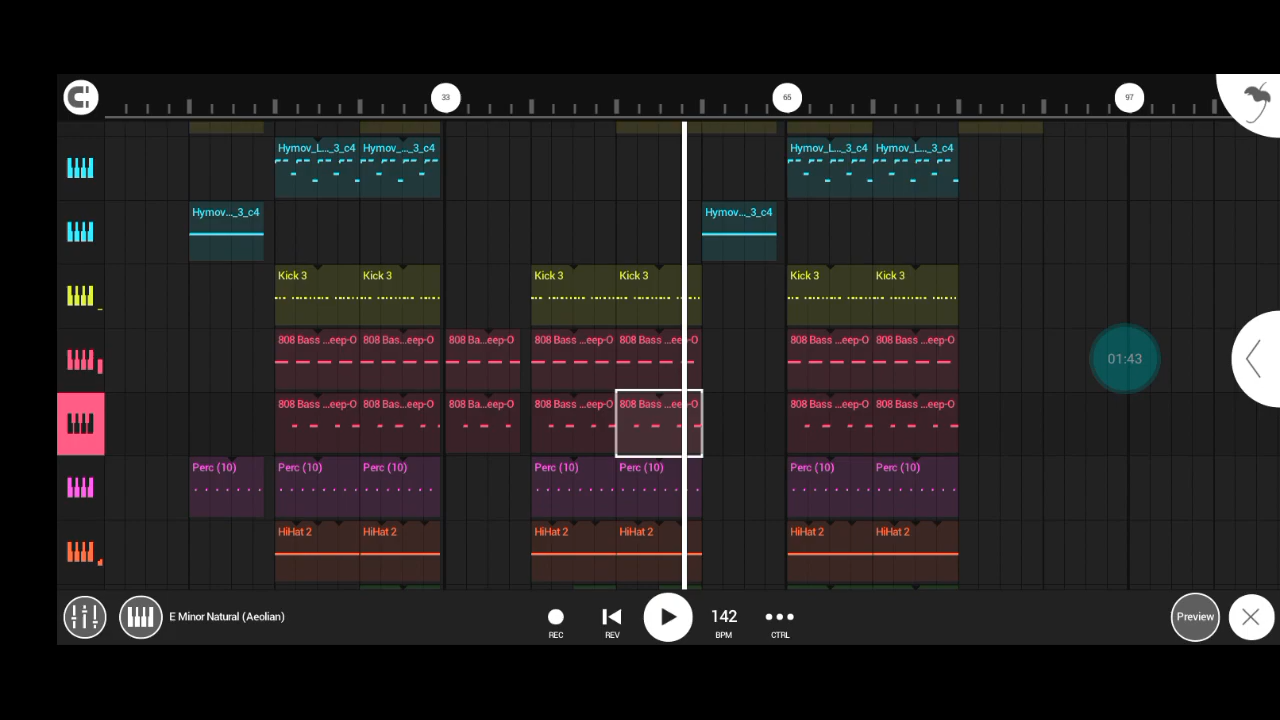 33 65 97
Hymov_L..._3_c4 Hymov_..._3_c4 Hymov_L..._3_c4 Hymov_L..._3_c4
Hymov..._3_c4 Hymov..._3_c4
Kick 3 Kick 3 Kick 3 Kick 3 Kick 3 Kick 3
808 Bass ...eep-O 808 Bas...eep-O 808 Ba...eep-O 808 Bass ...eep-O 808 Bass ...eep-O 808 Bass ...eep-O 808 Bass ...eep-O
01:43
808 Bass ...eep-O 808 Bas...eep-O 808 Ba...eep-O 808 Bass ...eep-O 808 Bass ...eep-O 808 Bass ...eep-O 808 Bass ...eep-O
Perc (10) Perc (10) Perc (10) Perc (10) Perc (10) Perc (10) Perc (10)
HiHat 2 HiHat 2 HiHat 2 HiHat 2 HiHat 2 HiHat 2
E Minor Natural (Aeolian) 142 Preview
REC REV BPM CTRL